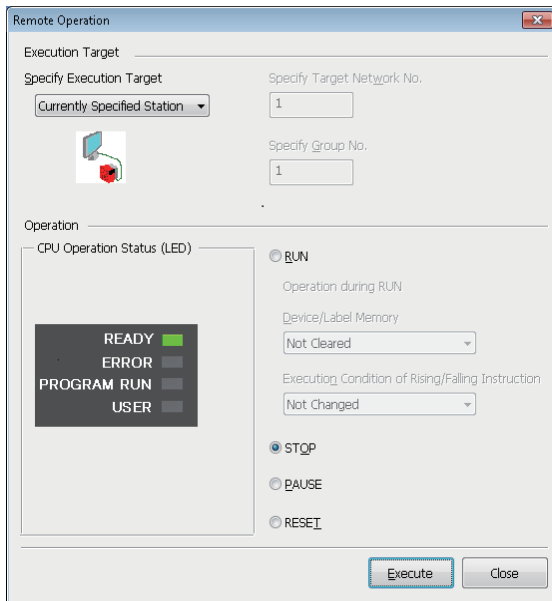 Remote Operation
Execution Target
Specify Execution Target
Currently Specified Station
Specify Target Network No.
1
Specify Group No.
1
Operation
CPU Operation Status (LED)
READY
ERROR
PROGRAM RUN
USER
RUN
Operation during RUN
Device/Label Memory
Not Cleared
Execution Condition of Rising/Falling Instruction
Not Changed
STOP
PAUSE
RESET
Execute
Close